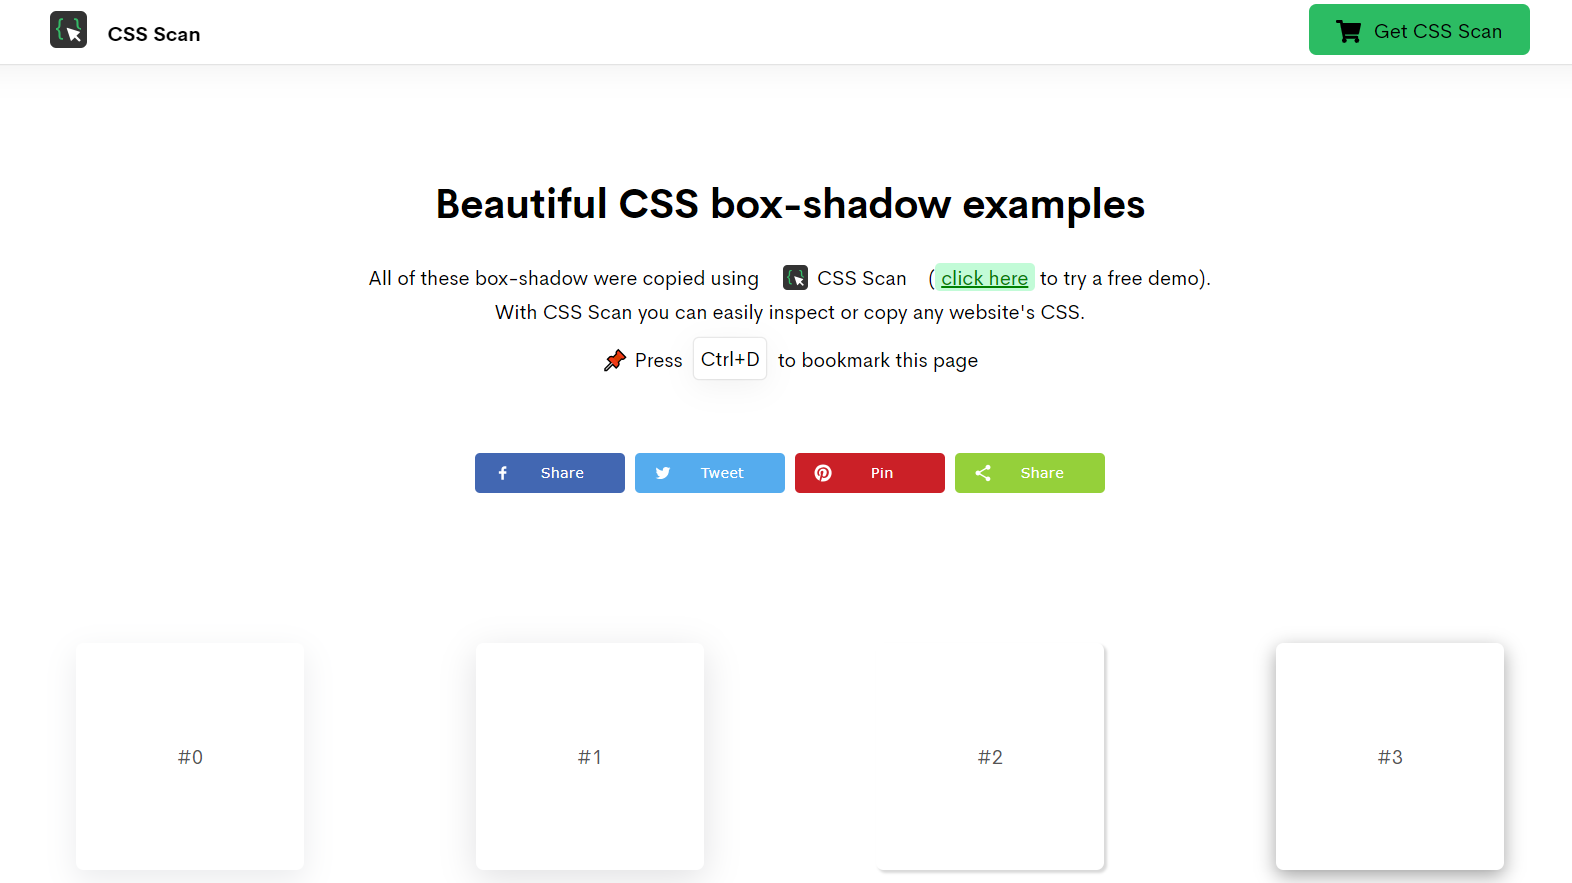 CSS Scan
Get CSS Scan
Beautiful CSS box-shadow examples
All of these box-shadow were copied using CSS Scan (click here to try a free demo).
With CSS Scan you can easily inspect or copy any website's CSS.
Press Ctrl+D to bookmark this page
Share
Tweet
Pin
Share
#0
#1
#2
#3